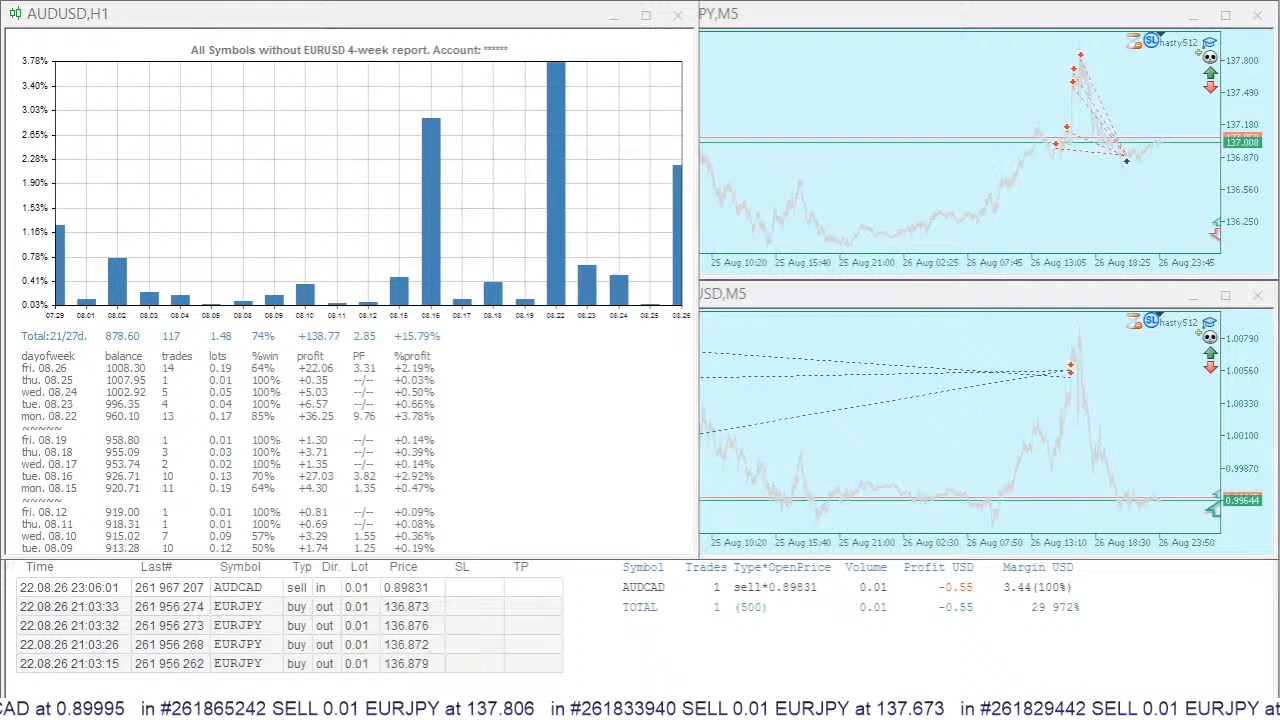 AUDUSD,H1
All Symbols without EURUSD 4-week report. Account: ******
3.78%
3.40%
3.03%
2.65%
2.28%
1.90%
1.53%
1.16%
0.78%
0.41%
07.29 08.01 08.02 08.03 08.04 08.05 08.08 08.09 08.10 08.11 08.12 08.15 08.16 08.17 08.18 08.19 08.22 08.23 08.24 08.25 08.26
Total:21/27d. 878.60 117 1.48 74% +138.77 2.85 +15.79%
dayofweek balance trades lots %win profit PF %profit
fri. 08.26 1008.30 14 0.19 64% +22.06 3.31 +2.19%
thu. 08.25 1007.95 1 0.01 100% +0.35 --/-- +0.03%
wed. 08.24 1002.92 5 0.05 100% +5.03 --/-- +0.50%
tue. 08.23 996.35 4 0.04 100% +6.57 --/-- +0.66%
mon. 08.22 960.10 13 0.17 85% +36.25 9.76 +3.78%
~~~~~
fri. 08.19 958.80 1 0.01 100% +1.30 --/-- +0.14%
thu. 08.18 955.09 3 0.03 100% +3.71 --/-- +0.39%
wed. 08.17 953.74 2 0.02 100% +1.35 --/-- +0.14%
tue. 08.16 926.71 10 0.13 70% +27.03 3.82 +2.92%
mon. 08.15 920.71 11 0.19 64% +4.30 1.35 +0.47%
~~~~~
fri. 08.12 919.00 1 0.01 100% +0.81 --/-- +0.09%
thu. 08.11 918.31 1 0.01 100% +0.69 --/-- +0.08%
wed. 08.10 915.02 7 0.09 57% +3.29 1.55 +0.36%
tue. 08.09 913.28 10 0.12 50% +1.74 1.25 +0.19%
PY,M5
SL hasty512
137.800
137.490
137.180
137.008
136.870
136.560
136.250
25 Aug 10:20 25 Aug 15:40 25 Aug 21:00 26 Aug 02:25 26 Aug 07:45 26 Aug 13:05 26 Aug 18:25 26 Aug 23:45
USD,M5
SL hasty512
1.00790
1.00560
1.00330
1.00100
0.99870
0.99644
25 Aug 10:20 25 Aug 15:40 25 Aug 21:00 26 Aug 02:30 26 Aug 07:50 26 Aug 13:10 26 Aug 18:30 26 Aug 23:50
Time Last# Symbol Typ Dir. Lot Price SL TP
22.08.26 23:06:01 261 967 207 AUDCAD sell in 0.01 0.89831
22.08.26 21:03:33 261 956 274 EURJPY buy out 0.01 136.873
22.08.26 21:03:32 261 956 273 EURJPY buy out 0.01 136.876
22.08.26 21:03:26 261 956 268 EURJPY buy out 0.01 136.872
22.08.26 21:03:15 261 956 262 EURJPY buy out 0.01 136.879
Symbol Trades Type*OpenPrice Volume Profit USD Margin USD
AUDCAD 1 sell*0.89831 0.01 -0.55 3.44(100%)
TOTAL 1 (500) 0.01 -0.55 29 972%
CAD at 0.89995 in #261865242 SELL 0.01 EURJPY at 137.806 in #261833940 SELL 0.01 EURJPY at 137.673 in #261829442 SELL 0.01 EURJPY at